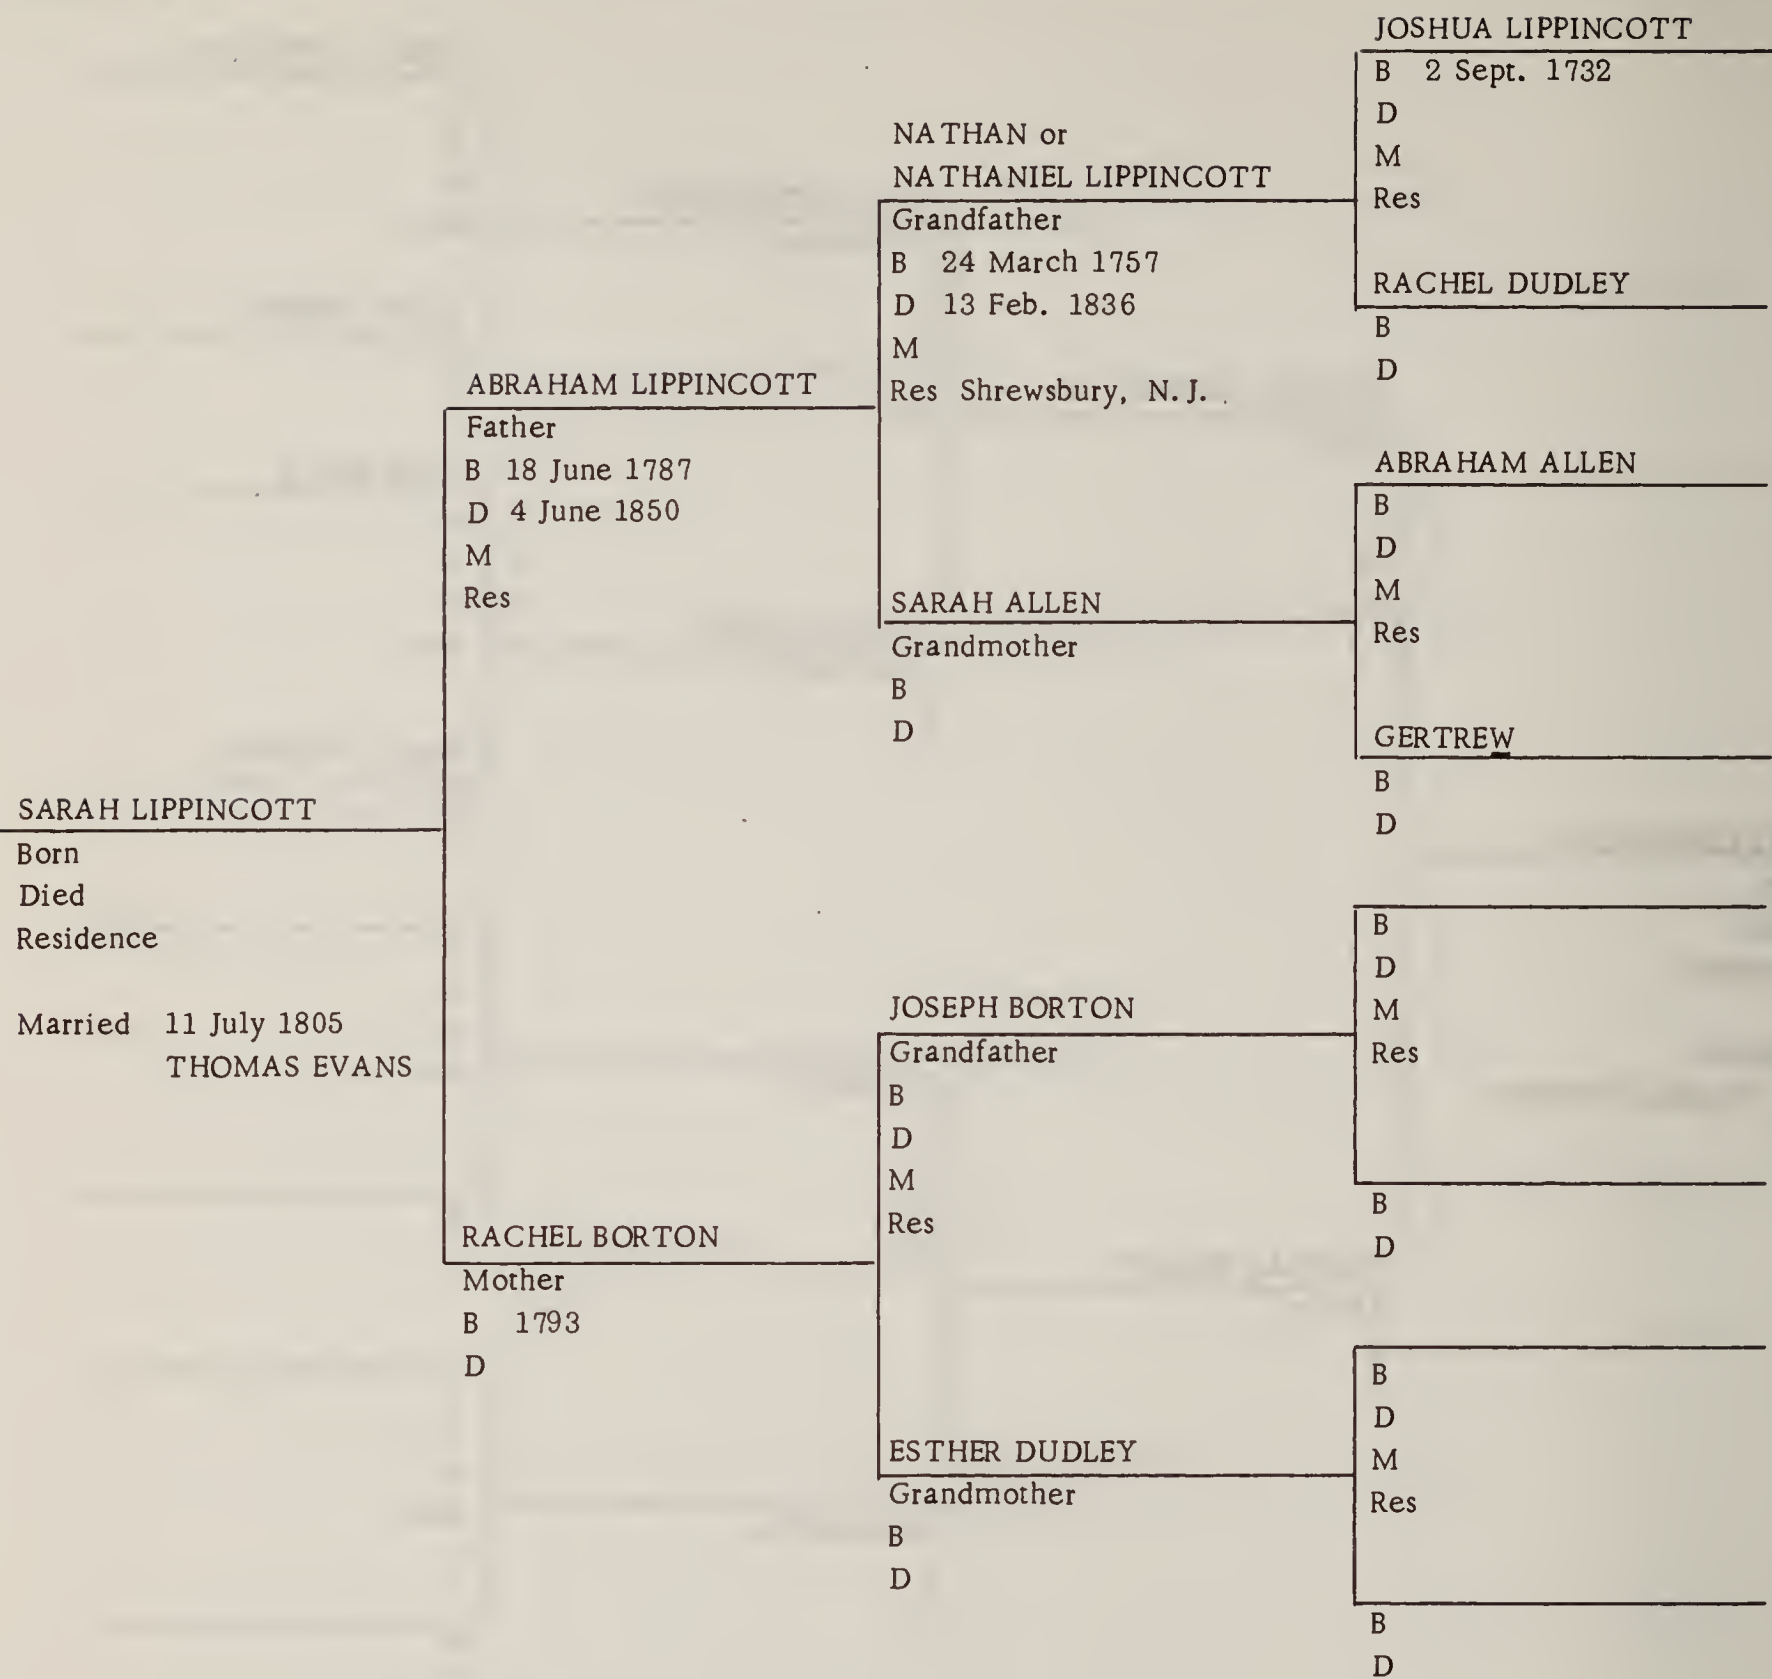 SARAH LIPPINCOTT
Born
Died
Residence
Married 11 July 1805
THOMAS EVANS
ABRAHAM LIPPINCOTT
Father
B 18 June 1787
D 4 June 1850
M
Res
RACHEL BORTON
Mother
B 1793
D
NATHAN or
NATHANIEL LIPPINCOTT
Grandfather
B 24 March 1757
D 13 Feb. 1836
M
Res Shrewsbury, N.J.
SARAH ALLEN
Grandmother
B
D
JOSEPH BORTON
Grandfather
B
D
M
Res
ESTHER DUDLEY
Grandmother
B
D
JOSHUA LIPPINCOTT
B 2 Sept. 1732
D
M
Res
RACHEL DUDLEY
B
D
ABRAHAM ALLEN
B
D
M
Res
GERTREW
B
D
B
D
M
Res
B
D
B
D
M
Res
B
D